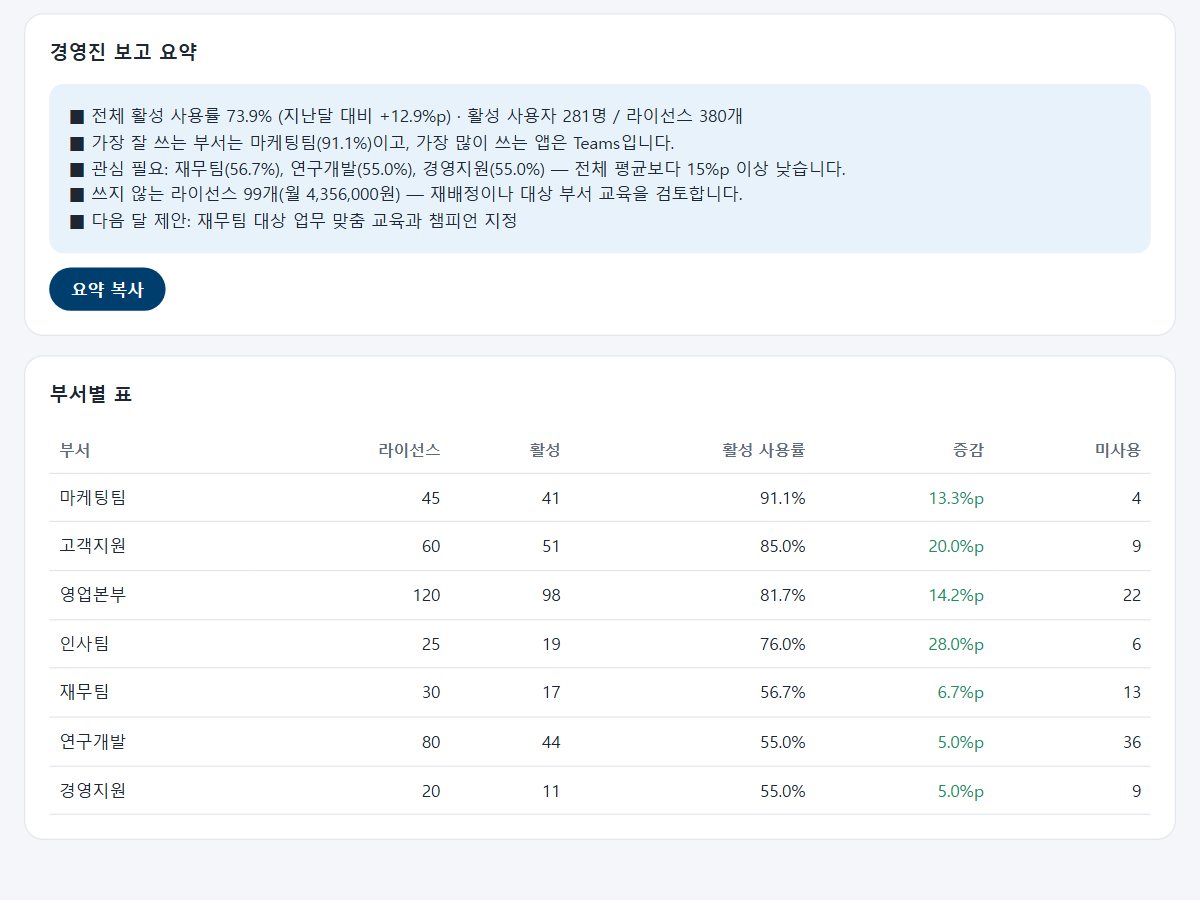 경영진 보고 요약
■ 전체 활성 사용률 73.9% (지난달 대비 +12.9%p) · 활성 사용자 281명 / 라이선스 380개
■ 가장 잘 쓰는 부서는 마케팅팀(91.1%)이고, 가장 많이 쓰는 앱은 Teams입니다.
■ 관심 필요: 재무팀(56.7%), 연구개발(55.0%), 경영지원(55.0%) — 전체 평균보다 15%p 이상 낮습니다.
■ 쓰지 않는 라이선스 99개(월 4,356,000원) — 재배정이나 대상 부서 교육을 검토합니다.
■ 다음 달 제안: 재무팀 대상 업무 맞춤 교육과 챔피언 지정
요약 복사
부서별 표
부서 라이선스 활성 활성 사용률 증감 미사용
마케팅팀 45 41 91.1% 13.3%p 4
고객지원 60 51 85.0% 20.0%p 9
영업본부 120 98 81.7% 14.2%p 22
인사팀 25 19 76.0% 28.0%p 6
재무팀 30 17 56.7% 6.7%p 13
연구개발 80 44 55.0% 5.0%p 36
경영지원 20 11 55.0% 5.0%p 9